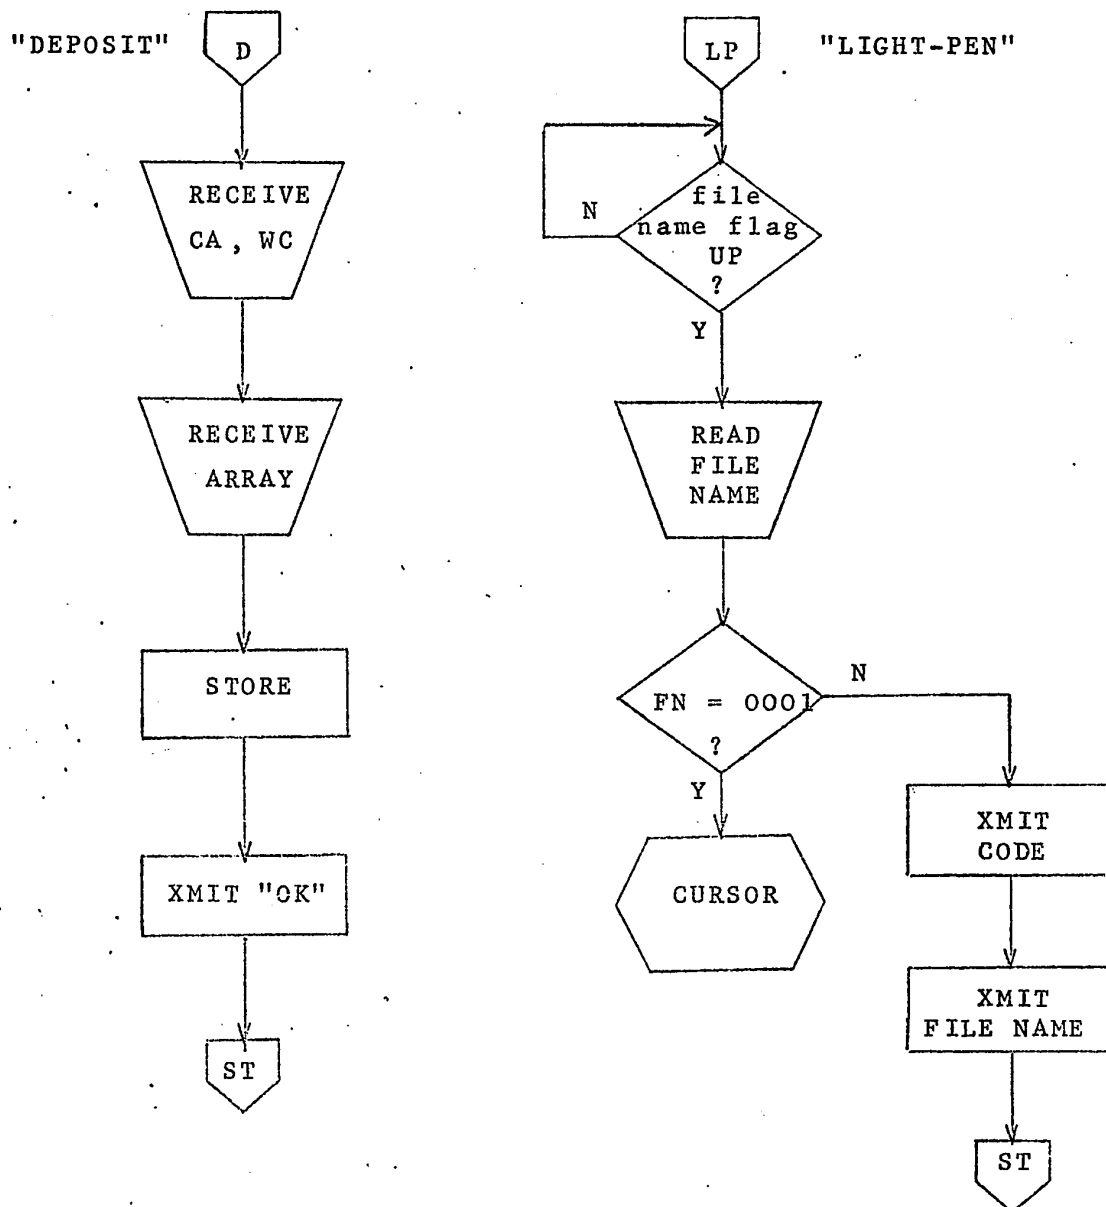 "DEPOSIT"
D
RECEIVE
CA, WC
RECEIVE
ARRAY
STORE
XMIT "OK"
ST
LP
"LIGHT-PEN"
file
name flag
UP
?
N
Y
READ
FILE
NAME
FN = 0001
?
N
Y
CURSOR
XMIT
CODE
XMIT
FILE NAME
ST